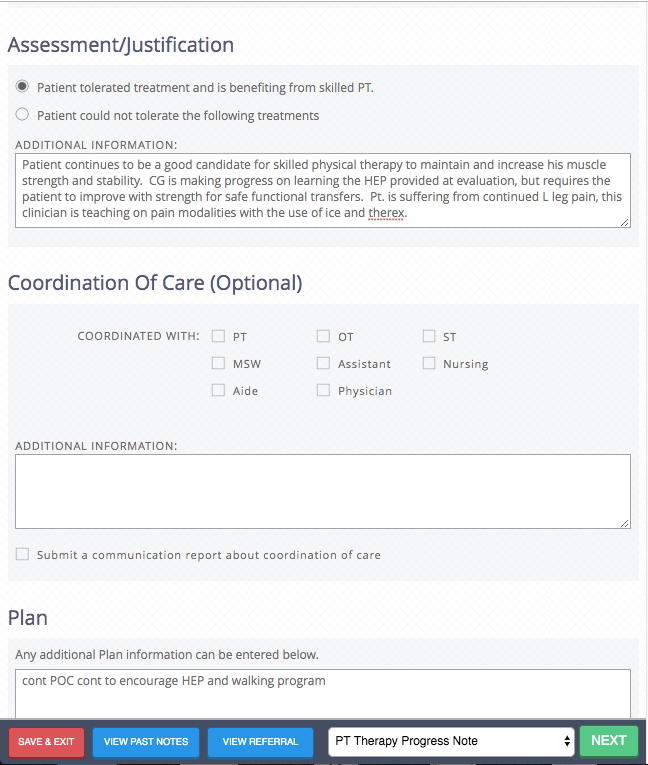 Assessment/Justification
Patient tolerated treatment and is benefiting from skilled PT.
Patient could not tolerate the following treatments
ADDITIONAL INFORMATION:
Patient continues to be a good candidate for skilled physical therapy to maintain and increase his muscle
strength and stability.  CG is making progress on learning the HEP provided at evaluation, but requires the
patient to improve with strength for safe functional transfers.  Pt. is suffering from continued L leg pain, this
clinician is teaching on pain modalities with the use of ice and therex.
Coordination Of Care (Optional)
COORDINATED WITH: PT OT ST
MSW Assistant Nursing
Aide Physician
ADDITIONAL INFORMATION:
Submit a communication report about coordination of care
Plan
Any additional Plan information can be entered below.
cont POC cont to encourage HEP and walking program
SAVE & EXIT VIEW PAST NOTES VIEW REFERRAL PT Therapy Progress Note NEXT